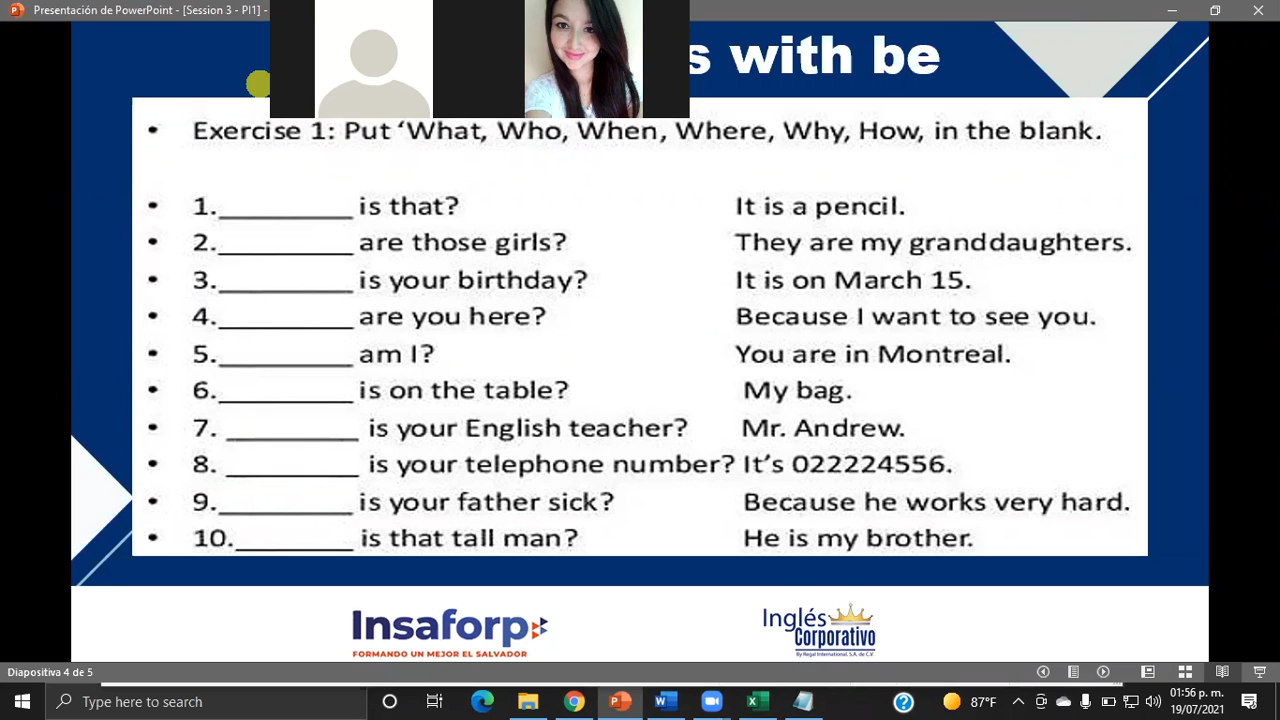 Presentación de PowerPoint - [Session 3 - PI1] -
s with be
• Exercise 1: Put ‘What, Who, When, Where, Why, How, in the blank.
• 1.__________ is that? It is a pencil.
• 2.__________ are those girls? They are my granddaughters.
• 3.__________ is your birthday? It is on March 15.
• 4.__________ are you here? Because I want to see you.
• 5.__________ am I? You are in Montreal.
• 6.__________ is on the table? My bag.
• 7. __________ is your English teacher? Mr. Andrew.
• 8. __________ is your telephone number? It’s 022224556.
• 9.__________ is your father sick? Because he works very hard.
• 10._________ is that tall man? He is my brother.
Insaforp
FORMANDO UN MEJOR EL SALVADOR
Inglés
Corporativo
By Regal International, S.A. de C.V.
Diapositiva 4 de 5
Type here to search
87°F
01:56 p. m.
19/07/2021